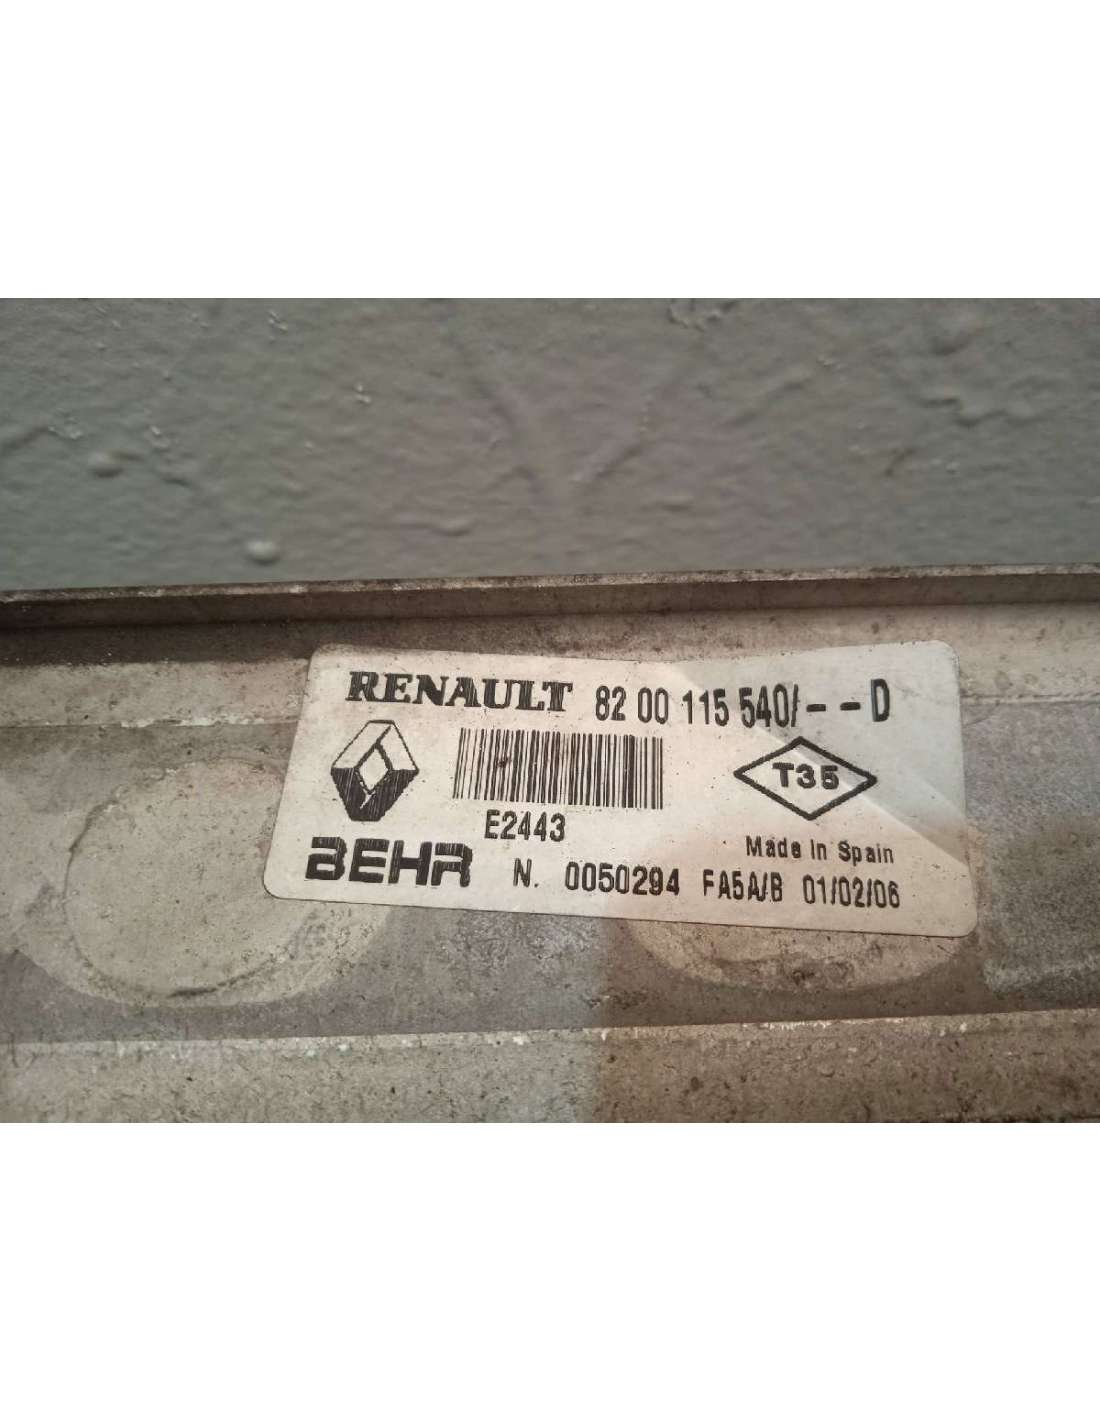 RENAULT 82 00 115 540/--D
T35
E2443
Made In Spain
BEHR N. 0050294 FA5A/B 01/02/06